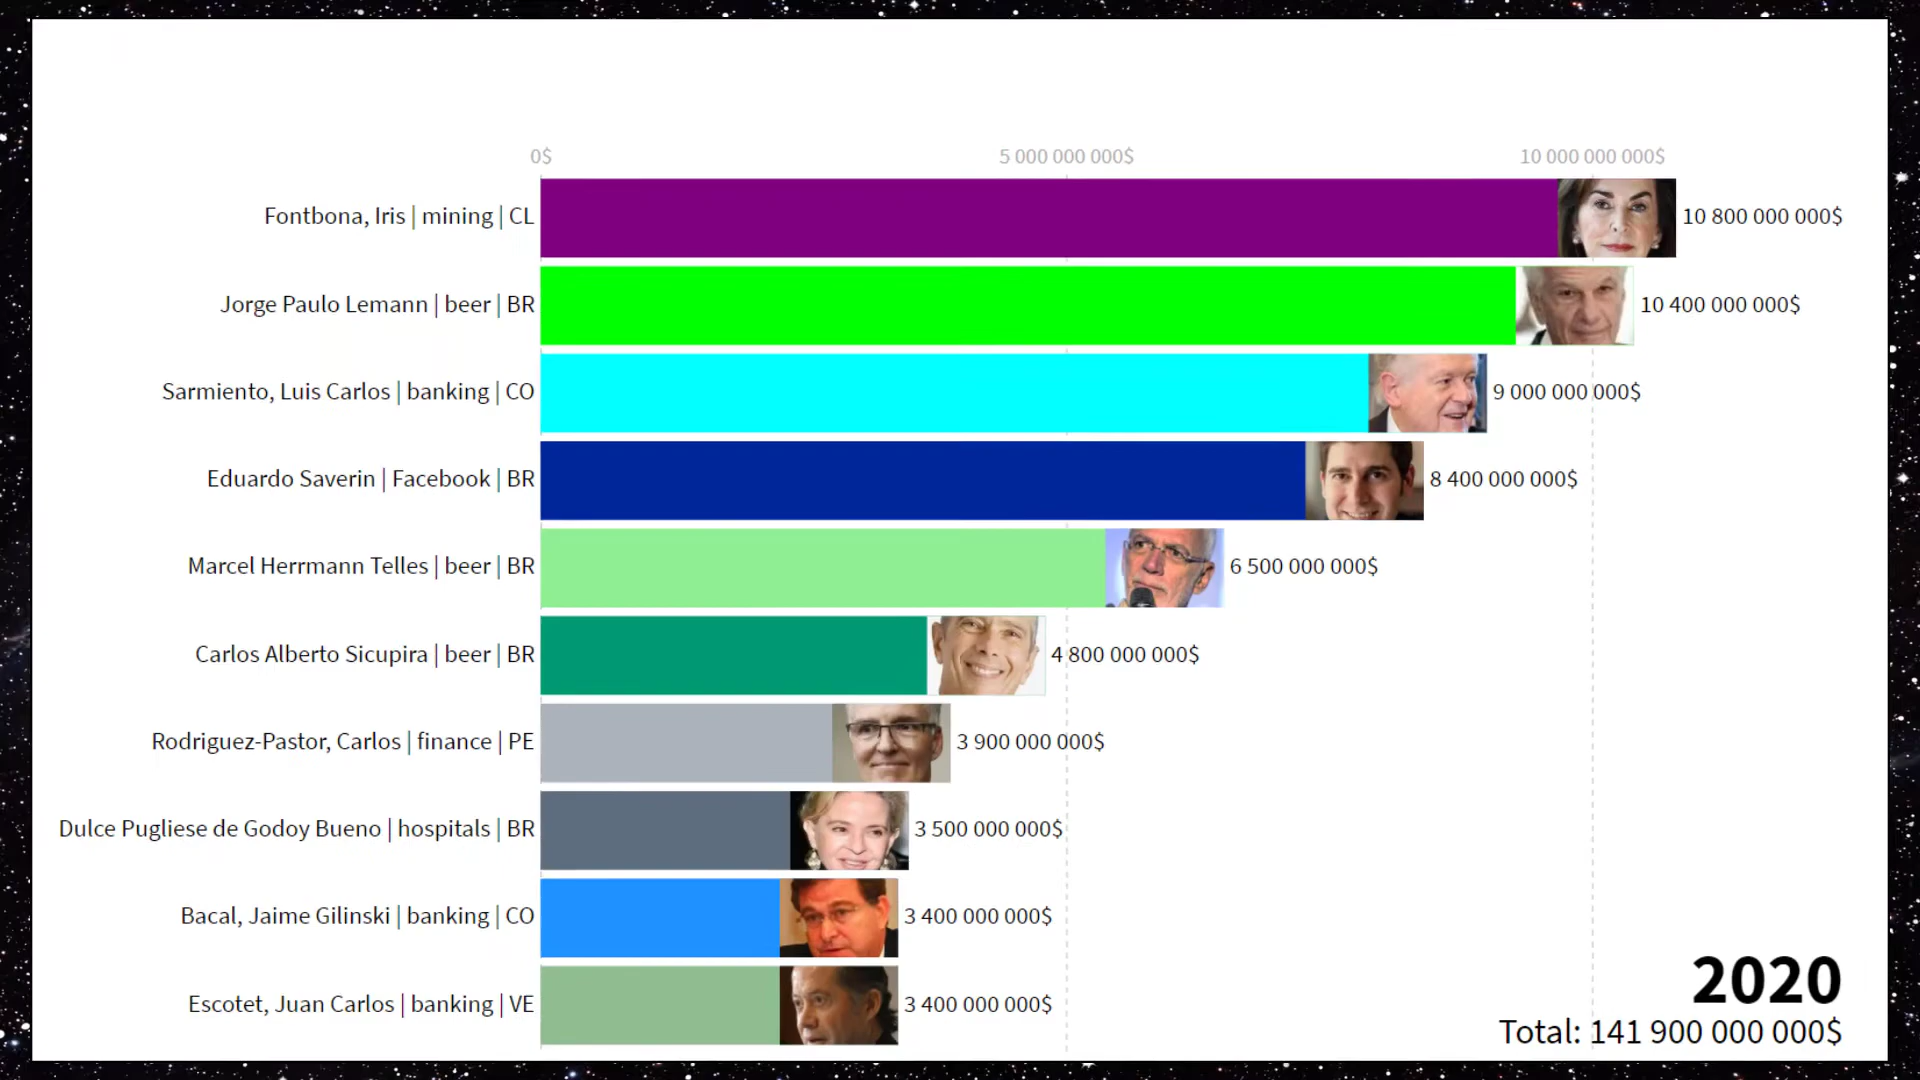 0$ 5 000 000 000$ 10 000 000 000$
Fontbona, Iris | mining | CL 10 800 000 000$
Jorge Paulo Lemann | beer | BR 10 400 000 000$
Sarmiento, Luis Carlos | banking | CO 9 000 000 000$
Eduardo Saverin | Facebook | BR 8 400 000 000$
Marcel Herrmann Telles | beer | BR 6 500 000 000$
Carlos Alberto Sicupira | beer | BR 4 800 000 000$
Rodriguez-Pastor, Carlos | finance | PE 3 900 000 000$
Dulce Pugliese de Godoy Bueno | hospitals | BR 3 500 000 000$
Bacal, Jaime Gilinski | banking | CO 3 400 000 000$
Escotet, Juan Carlos | banking | VE 3 400 000 000$
2020
Total: 141 900 000 000$